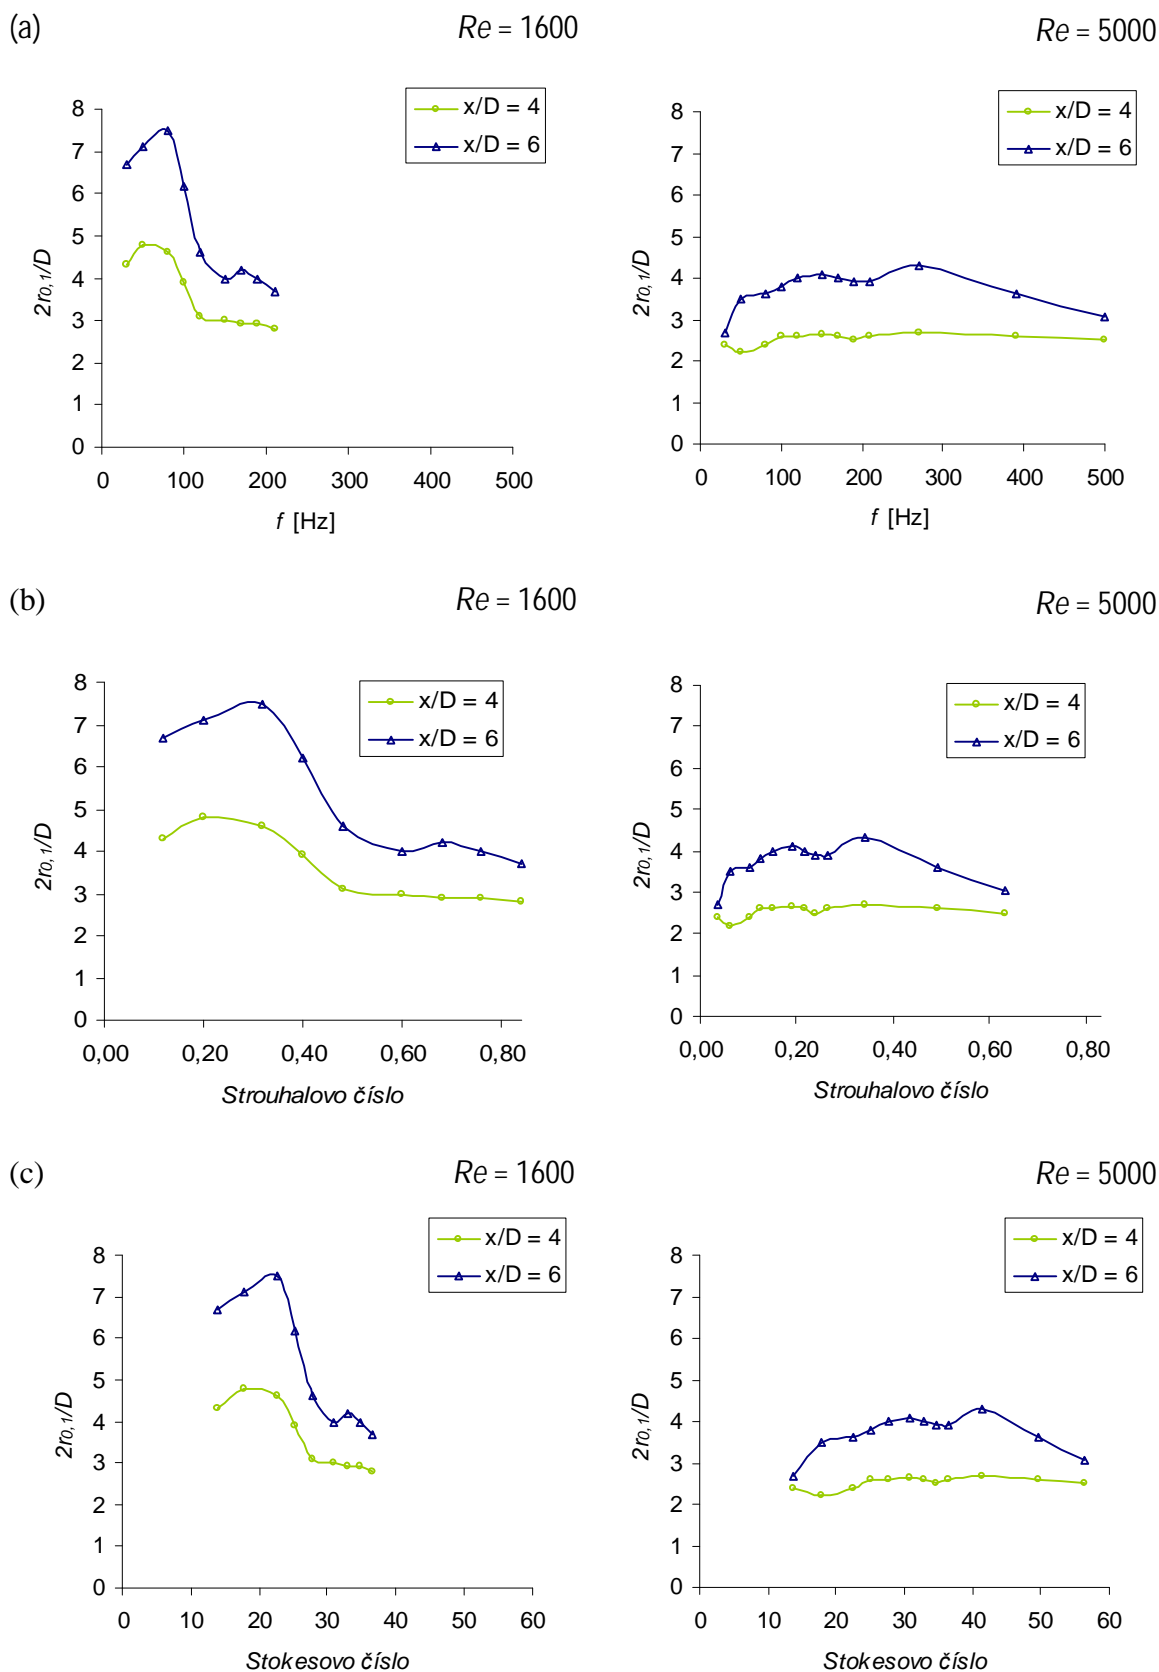 (a)
Re = 1600
x/D = 4
x/D = 6
8
7
6
5
4
3
2
1
0
2r0,1/D
0 100 200 300 400 500
f [Hz]
Re = 5000
x/D = 4
x/D = 6
8
7
6
5
4
3
2
1
0
2r0,1/D
0 100 200 300 400 500
f [Hz]
(b)
Re = 1600
x/D = 4
x/D = 6
8
7
6
5
4
3
2
1
0
2r0,1/D
0,00 0,20 0,40 0,60 0,80
Strouhalovo číslo
Re = 5000
x/D = 4
x/D = 6
8
7
6
5
4
3
2
1
0
2r0,1/D
0,00 0,20 0,40 0,60 0,80
Strouhalovo číslo
(c)
Re = 1600
x/D = 4
x/D = 6
8
7
6
5
4
3
2
1
0
2r0,1/D
0 10 20 30 40 50 60
Stokesovo číslo
Re = 5000
x/D = 4
x/D = 6
8
7
6
5
4
3
2
1
0
2r0,1/D
0 10 20 30 40 50 60
Stokesovo číslo